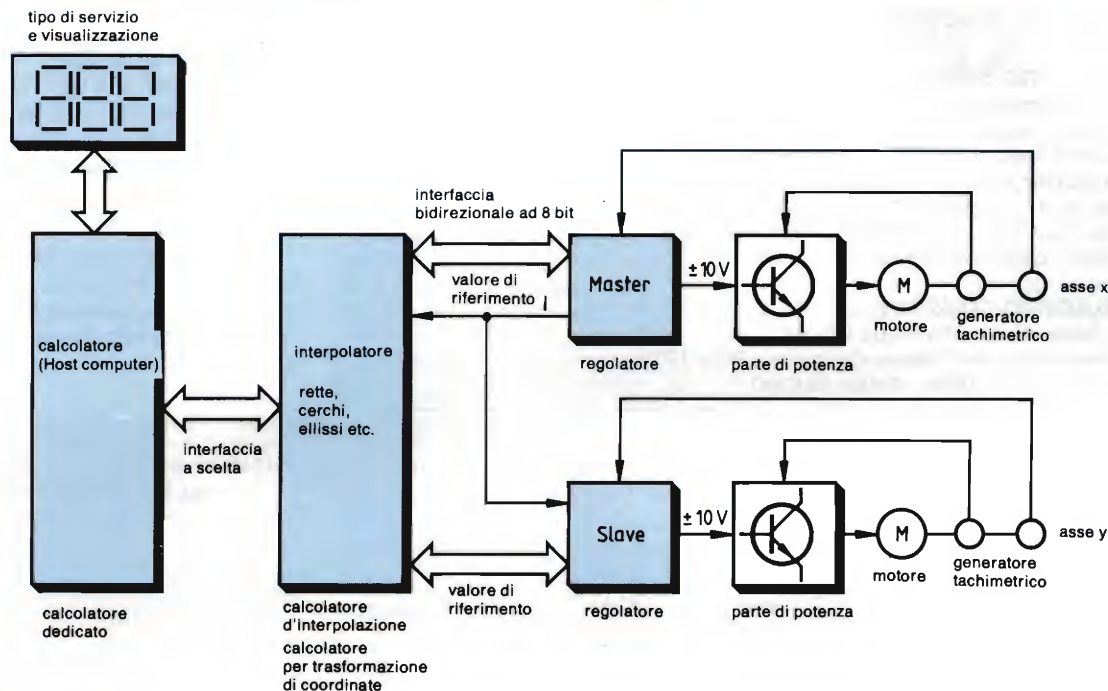 tipo di servizio
e visualizzazione
calcolatore
(Host computer)
calcolatore
dedicato
interfaccia
a scelta
interpolatore
rette,
cerchi,
ellissi etc.
calcolatore
d'interpolazione
calcolatore
per trasformazione
di coordinate
interfaccia
bidirezionale ad 8 bit
valore di
riferimento
Master
regolatore
± 10 V
parte di potenza
M
motore
generatore
tachimetrico
asse x
valore di
riferimento
Slave
regolatore
± 10 V
parte di potenza
M
motore
generatore
tachimetrico
asse y